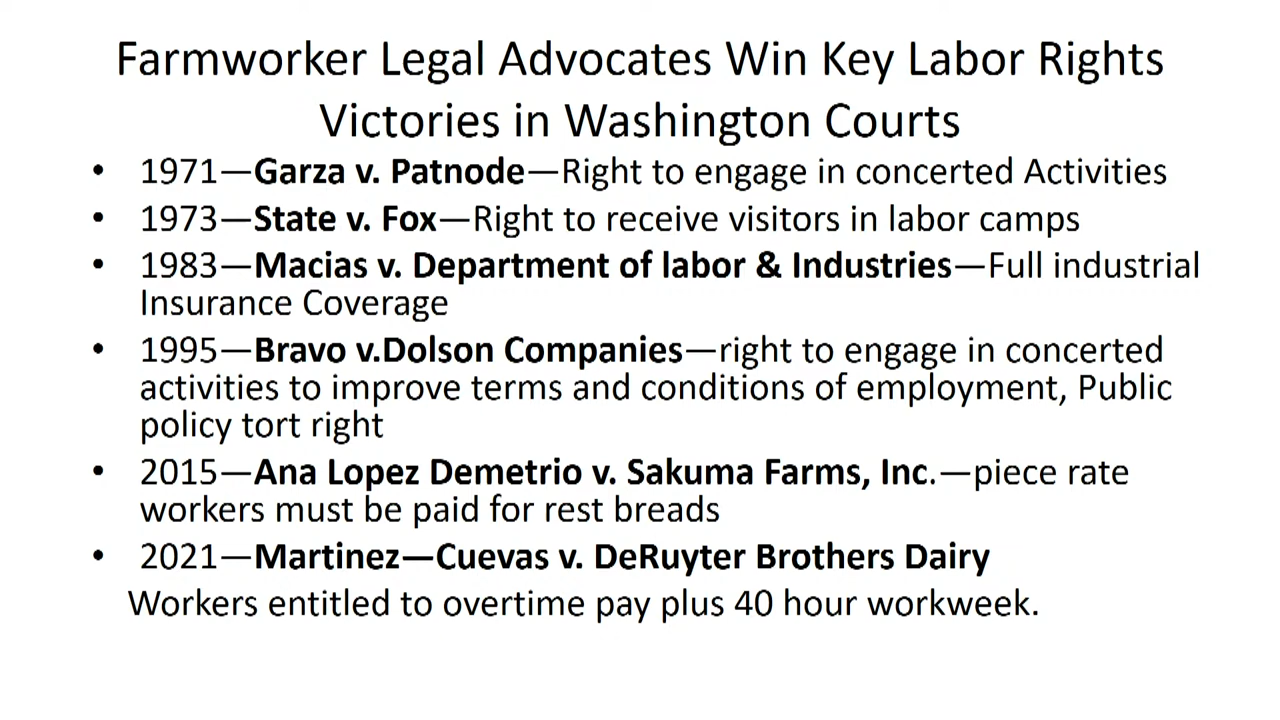 Farmworker Legal Advocates Win Key Labor Rights
Victories in Washington Courts
• 1971—Garza v. Patnode—Right to engage in concerted Activities
• 1973—State v. Fox—Right to receive visitors in labor camps
• 1983—Macias v. Department of labor & Industries—Full industrial
Insurance Coverage
• 1995—Bravo v.Dolson Companies—right to engage in concerted
activities to improve terms and conditions of employment, Public
policy tort right
• 2015—Ana Lopez Demetrio v. Sakuma Farms, Inc.—piece rate
workers must be paid for rest breads
• 2021—Martinez—Cuevas v. DeRuyter Brothers Dairy
Workers entitled to overtime pay plus 40 hour workweek.